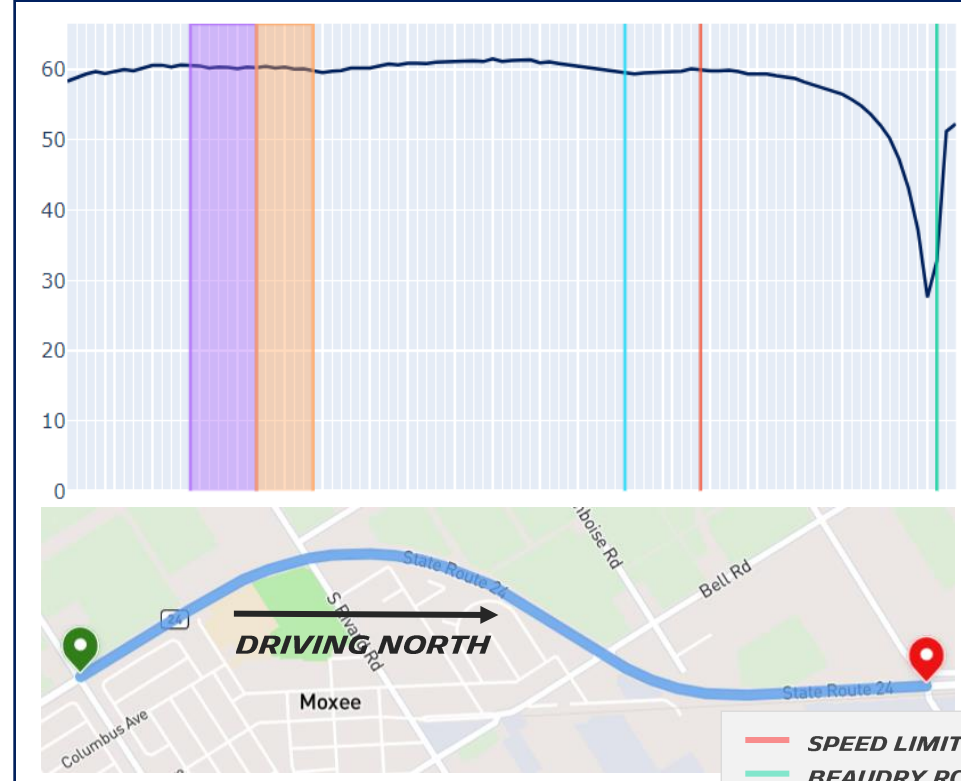 60
50
40
30
20
10
0
State Route 24
Bell Rd
24
S Rivard Rd
DRIVING NORTH
Moxee
State Route 24
Columbus Ave
SPEED LIMIT